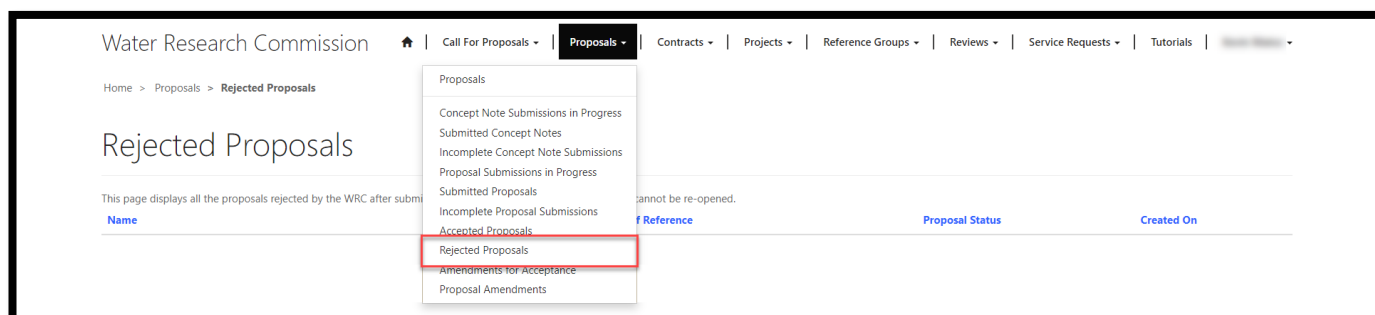 Water Research Commission | Call For Proposals | Proposals | Contracts | Projects | Reference Groups | Reviews | Service Requests | Tutorials |
Home > Proposals > Rejected Proposals
Rejected Proposals
This page displays all the proposals rejected by the WRC after submi
cannot be re-opened.
Name
f Reference
Proposal Status
Created On
Proposals
Concept Note Submissions in Progress
Submitted Concept Notes
Incomplete Concept Note Submissions
Proposal Submissions in Progress
Submitted Proposals
Incomplete Proposal Submissions
Accepted Proposals
Rejected Proposals
Amendments for Acceptance
Proposal Amendments